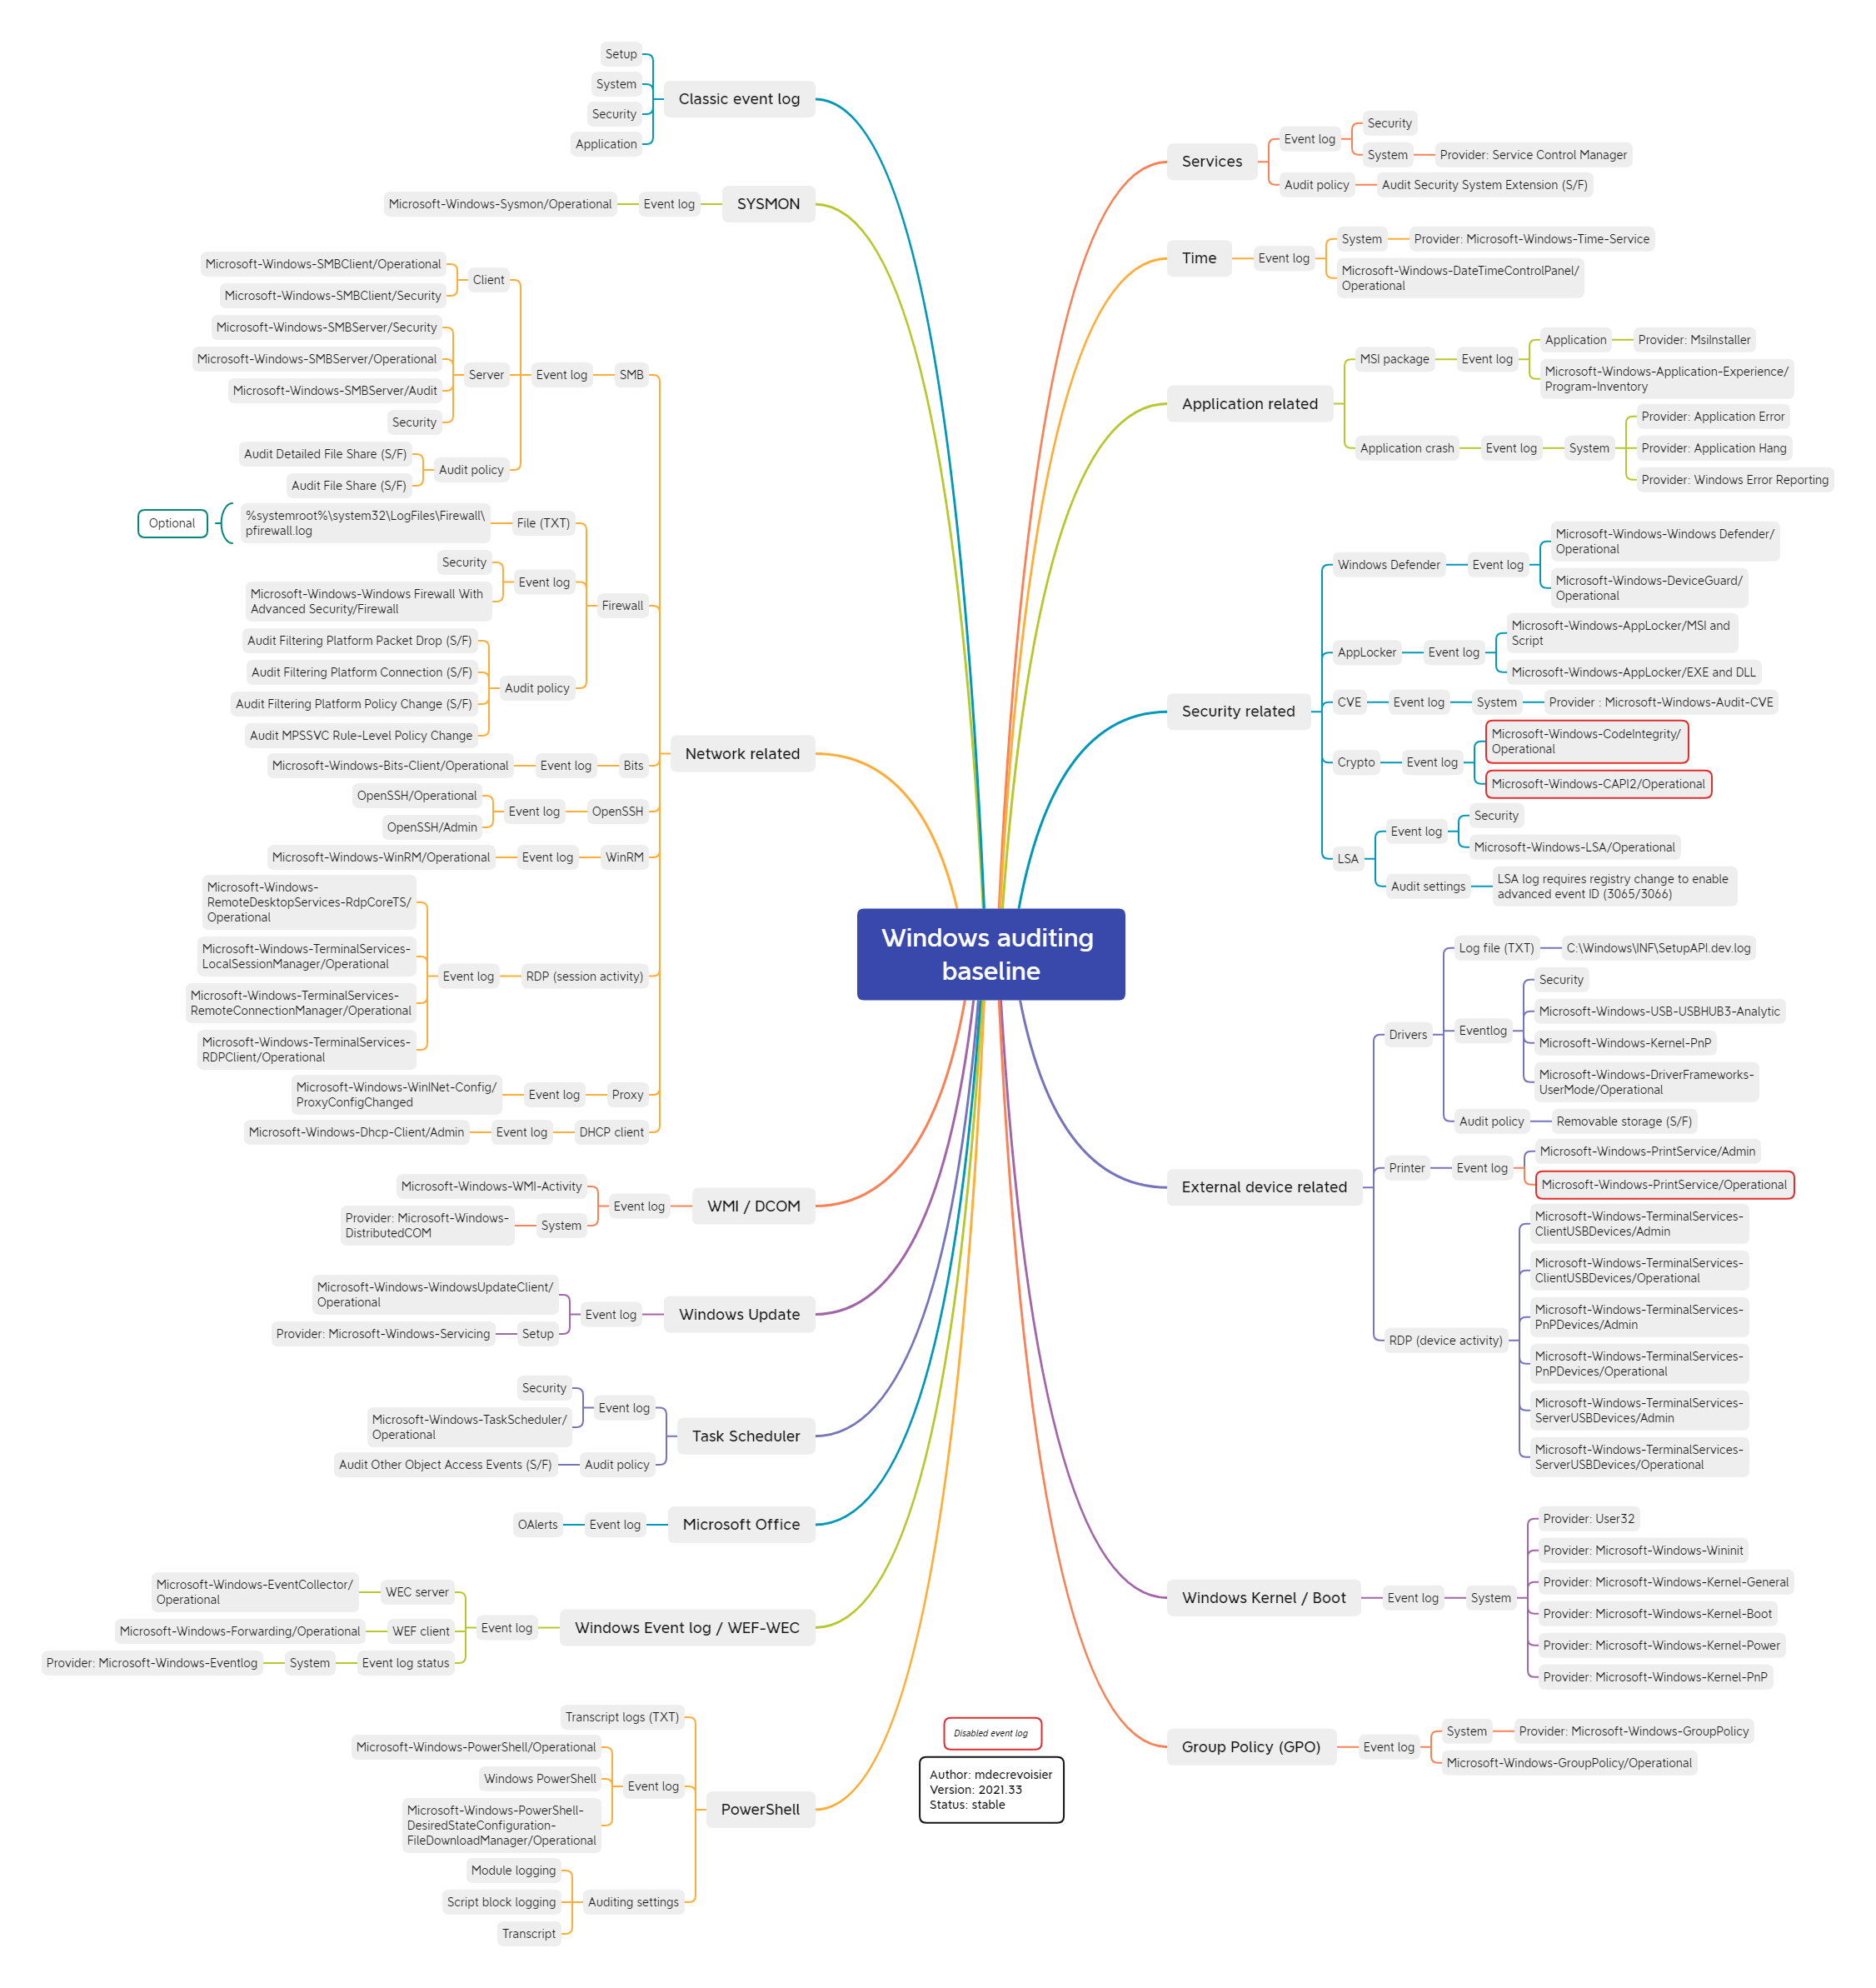 Windows auditing
baseline
Classic event log
Setup
System
Security
Application
SYSMON
Event log
Microsoft-Windows-Sysmon/Operational
Network related
SMB
Event log
Client
Microsoft-Windows-SMBClient/Operational
Microsoft-Windows-SMBClient/Security
Server
Microsoft-Windows-SMBServer/Security
Microsoft-Windows-SMBServer/Operational
Microsoft-Windows-SMBServer/Audit
Security
Audit policy
Audit Detailed File Share (S/F)
Audit File Share (S/F)
Firewall
File (TXT)
%systemroot%\system32\LogFiles\Firewall\
pfirewall.log
Optional
Event log
Security
Microsoft-Windows-Windows Firewall With
Advanced Security/Firewall
Audit policy
Audit Filtering Platform Packet Drop (S/F)
Audit Filtering Platform Connection (S/F)
Audit Filtering Platform Policy Change (S/F)
Audit MPSSVC Rule-Level Policy Change
Bits
Event log
Microsoft-Windows-Bits-Client/Operational
OpenSSH
Event log
OpenSSH/Operational
OpenSSH/Admin
WinRM
Event log
Microsoft-Windows-WinRM/Operational
RDP (session activity)
Event log
Microsoft-Windows-
RemoteDesktopServices-RdpCoreTS/
Operational
Microsoft-Windows-TerminalServices-
LocalSessionManager/Operational
Microsoft-Windows-TerminalServices-
RemoteConnectionManager/Operational
Microsoft-Windows-TerminalServices-
RDPClient/Operational
Proxy
Event log
Microsoft-Windows-WinINet-Config/
ProxyConfigChanged
DHCP client
Event log
Microsoft-Windows-Dhcp-Client/Admin
WMI / DCOM
Event log
Microsoft-Windows-WMI-Activity
System
Provider: Microsoft-Windows-
DistributedCOM
Windows Update
Event log
Microsoft-Windows-WindowsUpdateClient/
Operational
Setup
Provider: Microsoft-Windows-Servicing
Task Scheduler
Event log
Security
Microsoft-Windows-TaskScheduler/
Operational
Audit policy
Audit Other Object Access Events (S/F)
Microsoft Office
Event log
OAlerts
Windows Event log / WEF-WEC
Event log
WEC server
Microsoft-Windows-EventCollector/
Operational
WEF client
Microsoft-Windows-Forwarding/Operational
Event log status
System
Provider: Microsoft-Windows-Eventlog
PowerShell
Transcript logs (TXT)
Event log
Microsoft-Windows-PowerShell/Operational
Windows PowerShell
Microsoft-Windows-PowerShell-
DesiredStateConfiguration-
FileDownloadManager/Operational
Auditing settings
Module logging
Script block logging
Transcript
Services
Event log
Security
System
Provider: Service Control Manager
Audit policy
Audit Security System Extension (S/F)
Time
Event log
System
Provider: Microsoft-Windows-Time-Service
Microsoft-Windows-DateTimeControlPanel/
Operational
Application related
MSI package
Event log
Application
Provider: MsiInstaller
Microsoft-Windows-Application-Experience/
Program-Inventory
Application crash
Event log
System
Provider: Application Error
Provider: Application Hang
Provider: Windows Error Reporting
Security related
Windows Defender
Event log
Microsoft-Windows-Windows Defender/
Operational
Microsoft-Windows-DeviceGuard/
Operational
AppLocker
Event log
Microsoft-Windows-AppLocker/MSI and
Script
Microsoft-Windows-AppLocker/EXE and DLL
CVE
Event log
System
Provider : Microsoft-Windows-Audit-CVE
Crypto
Event log
Microsoft-Windows-CodeIntegrity/
Operational
Microsoft-Windows-CAPI2/Operational
LSA
Event log
Security
Microsoft-Windows-LSA/Operational
Audit settings
LSA log requires registry change to enable
advanced event ID (3065/3066)
External device related
Drivers
Log file (TXT)
C:\Windows\INF\SetupAPI.dev.log
Eventlog
Security
Microsoft-Windows-USB-USBHUB3-Analytic
Microsoft-Windows-Kernel-PnP
Microsoft-Windows-DriverFrameworks-
UserMode/Operational
Audit policy
Removable storage (S/F)
Printer
Event log
Microsoft-Windows-PrintService/Admin
Microsoft-Windows-PrintService/Operational
RDP (device activity)
Microsoft-Windows-TerminalServices-
ClientUSBDevices/Admin
Microsoft-Windows-TerminalServices-
ClientUSBDevices/Operational
Microsoft-Windows-TerminalServices-
PnPDevices/Admin
Microsoft-Windows-TerminalServices-
PnPDevices/Operational
Microsoft-Windows-TerminalServices-
ServerUSBDevices/Admin
Microsoft-Windows-TerminalServices-
ServerUSBDevices/Operational
Windows Kernel / Boot
Event log
System
Provider: User32
Provider: Microsoft-Windows-Wininit
Provider: Microsoft-Windows-Kernel-General
Provider: Microsoft-Windows-Kernel-Boot
Provider: Microsoft-Windows-Kernel-Power
Provider: Microsoft-Windows-Kernel-PnP
Group Policy (GPO)
Event log
System
Provider: Microsoft-Windows-GroupPolicy
Microsoft-Windows-GroupPolicy/Operational
Disabled event log
Author: mdecrevoisier
Version: 2021.33
Status: stable